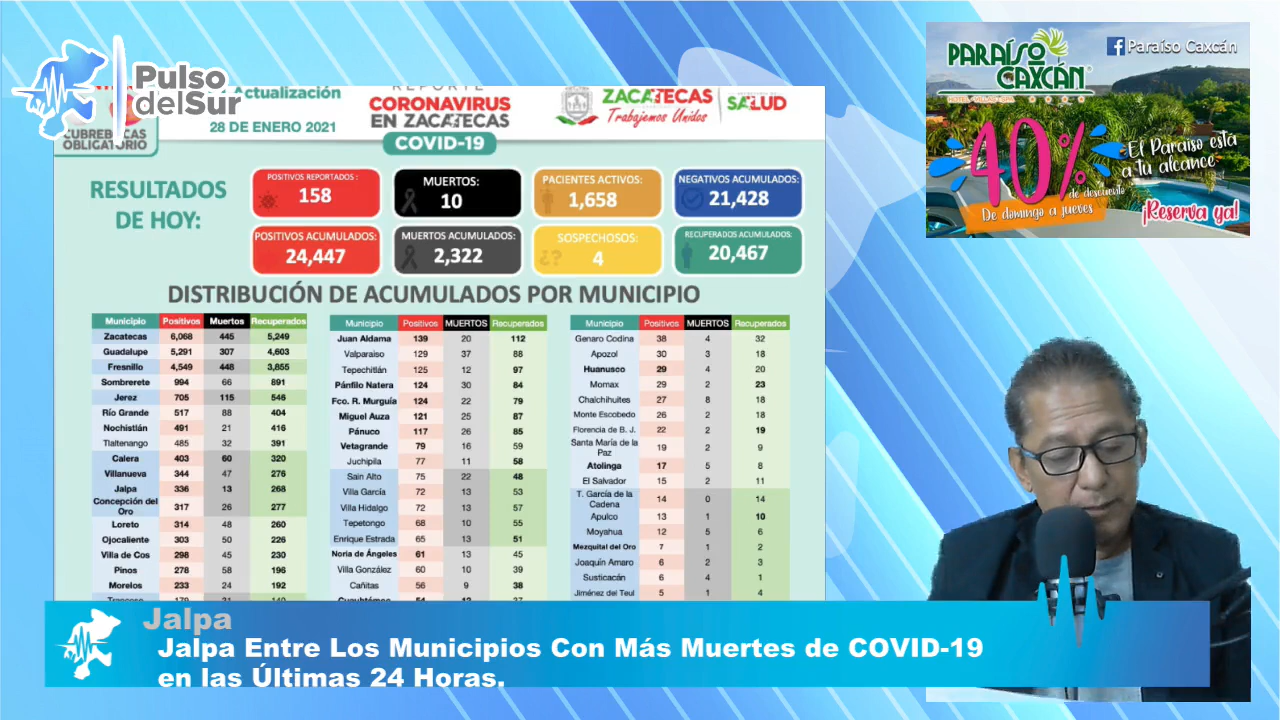 Pulso
delSur
CUBREBOCAS
OBLIGATORIO
Actualización
28 DE ENERO 2021
REPORTE
CORONAVIRUS
EN ZACATECAS
COVID-19
ZACATECAS
Trabajemos Unidos
SALUD
RESULTADOS
DE HOY:
POSITIVOS REPORTADOS :
158
MUERTOS:
10
PACIENTES ACTIVOS:
1,658
NEGATIVOS ACUMULADOS:
21,428
POSITIVOS ACUMULADOS:
24,447
MUERTOS ACUMULADOS:
2,322
SOSPECHOSOS:
4
RECUPERADOS ACUMULADOS:
20,467
DISTRIBUCIÓN DE ACUMULADOS POR MUNICIPIO
Municipio Positivos Muertos Recuperados
Zacatecas 6,068 445 5,249
Guadalupe 5,291 307 4,603
Fresnillo 4,549 448 3,855
Sombrerete 994 66 891
Jerez 705 115 546
Río Grande 517 88 404
Nochistlán 491 21 416
Tlaltenango 485 32 391
Calera 403 60 320
Villanueva 344 47 276
Jalpa 336 13 268
Concepción del
Oro 317 26 277
Loreto 314 48 260
Ojocaliente 303 50 226
Villa de Cos 298 45 230
Pinos 278 58 196
Morelos 233 24 192
Municipio Positivos MUERTOS Recuperados
Juan Aldama 139 20 112
Valparaiso 129 37 88
Tepechitlán 125 12 97
Pánfilo Natera 124 30 84
Fco. R. Murguía 124 22 79
Miguel Auza 121 25 87
Pánuco 117 26 85
Vetagrande 79 16 59
Juchipila 77 11 58
Sain Alto 75 22 48
Villa García 72 13 53
Villa Hidalgo 72 13 57
Tepetongo 68 10 55
Enrique Estrada 65 13 51
Noria de Ángeles 61 13 45
Villa González 60 10 39
Cañitas 56 9 38
Municipio Positivos MUERTOS Recuperados
Genaro Codina 38 4 32
Apozol 30 3 18
Huanusco 29 4 20
Momax 29 2 23
Chalchihuites 27 8 18
Monte Escobedo 26 2 18
Florencia de B. J. 22 2 19
Santa María de la
Paz 19 2 9
Atolinga 17 5 8
El Salvador 15 2 11
T. García de la
Cadena 14 0 14
Apulco 13 1 10
Moyahua 12 5 6
Mezquital del Oro 7 1 2
Joaquín Amaro 6 2 3
Susticacán 6 4 1
Jiménez del Teul 5 1 4
PARAÍSO
CAXCÁN
HOTEL VILLAS SPA
Paraíso Caxcán
40%
de descuento
De domingo a jueves
El Paraíso está
a tu alcance
¡Reserva ya!
Jalpa
Jalpa Entre Los Municipios Con Más Muertes de COVID-19
en las Últimas 24 Horas.